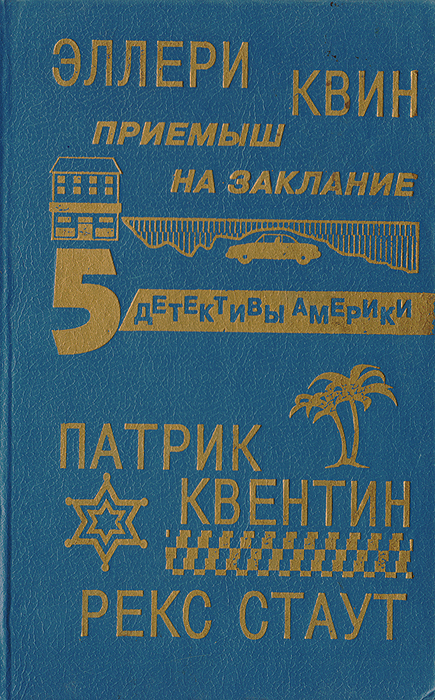 ЭЛЛЕРИ
КВИН
ПРИЕМЫШ
НА ЗАКЛАНИЕ
5
ДЕТЕКТИВЫ АМЕРИКИ
ПАТРИК
КВЕНТИН
РЕКС СТАУТ